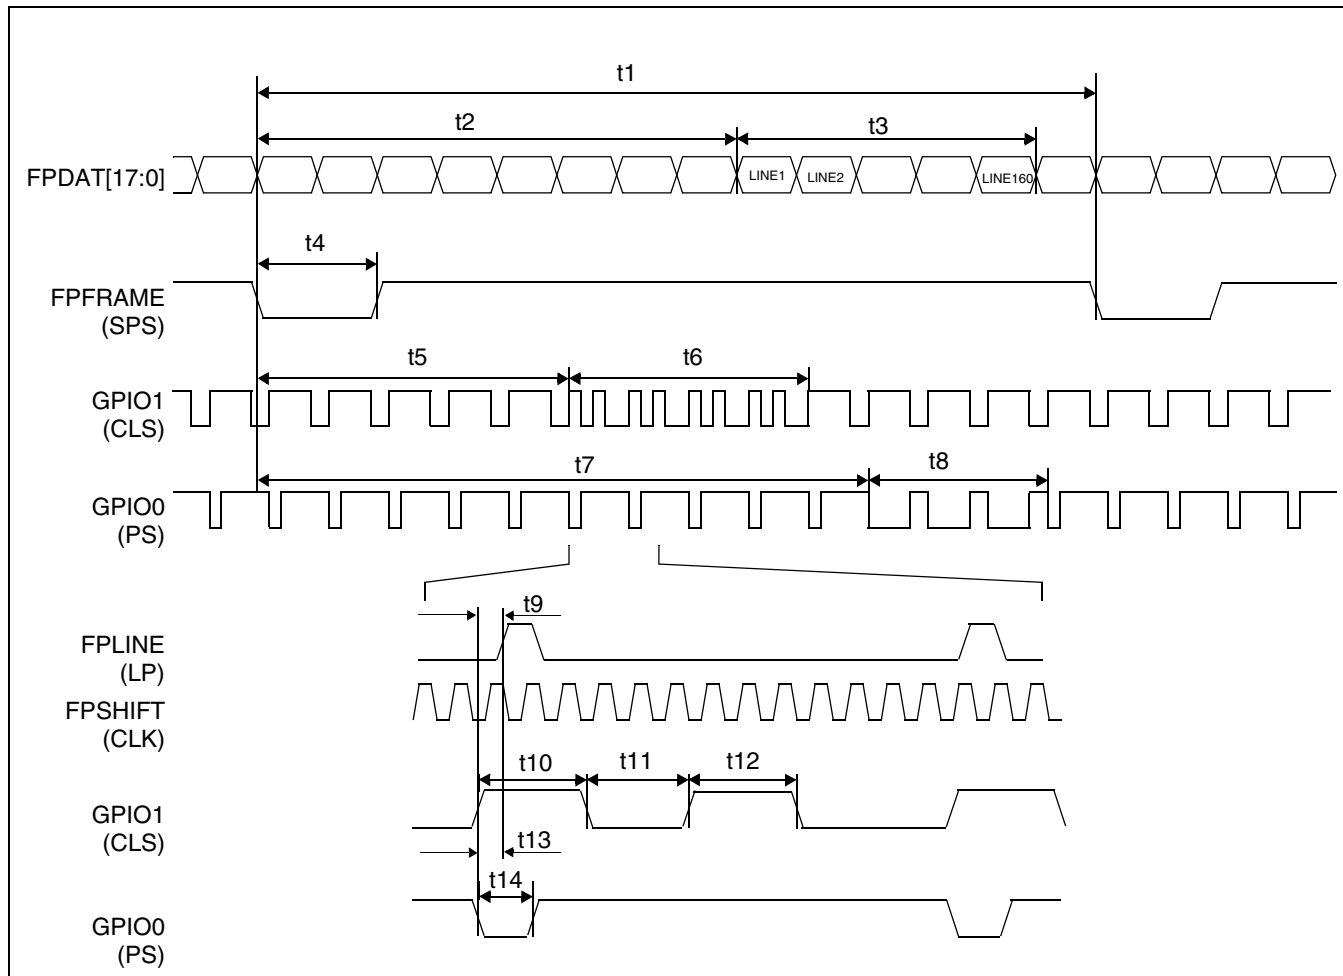 t1
t2
t3
FPDAT[17:0]
LINE1
LINE2
LINE160
t4
FPFRAME
(SPS)
t5
t6
GPIO1
(CLS)
t7
t8
GPIO0
(PS)
t9
FPLINE
(LP)
FPSHIFT
(CLK)
t10
t11
t12
GPIO1
(CLS)
t13
t14
GPIO0
(PS)